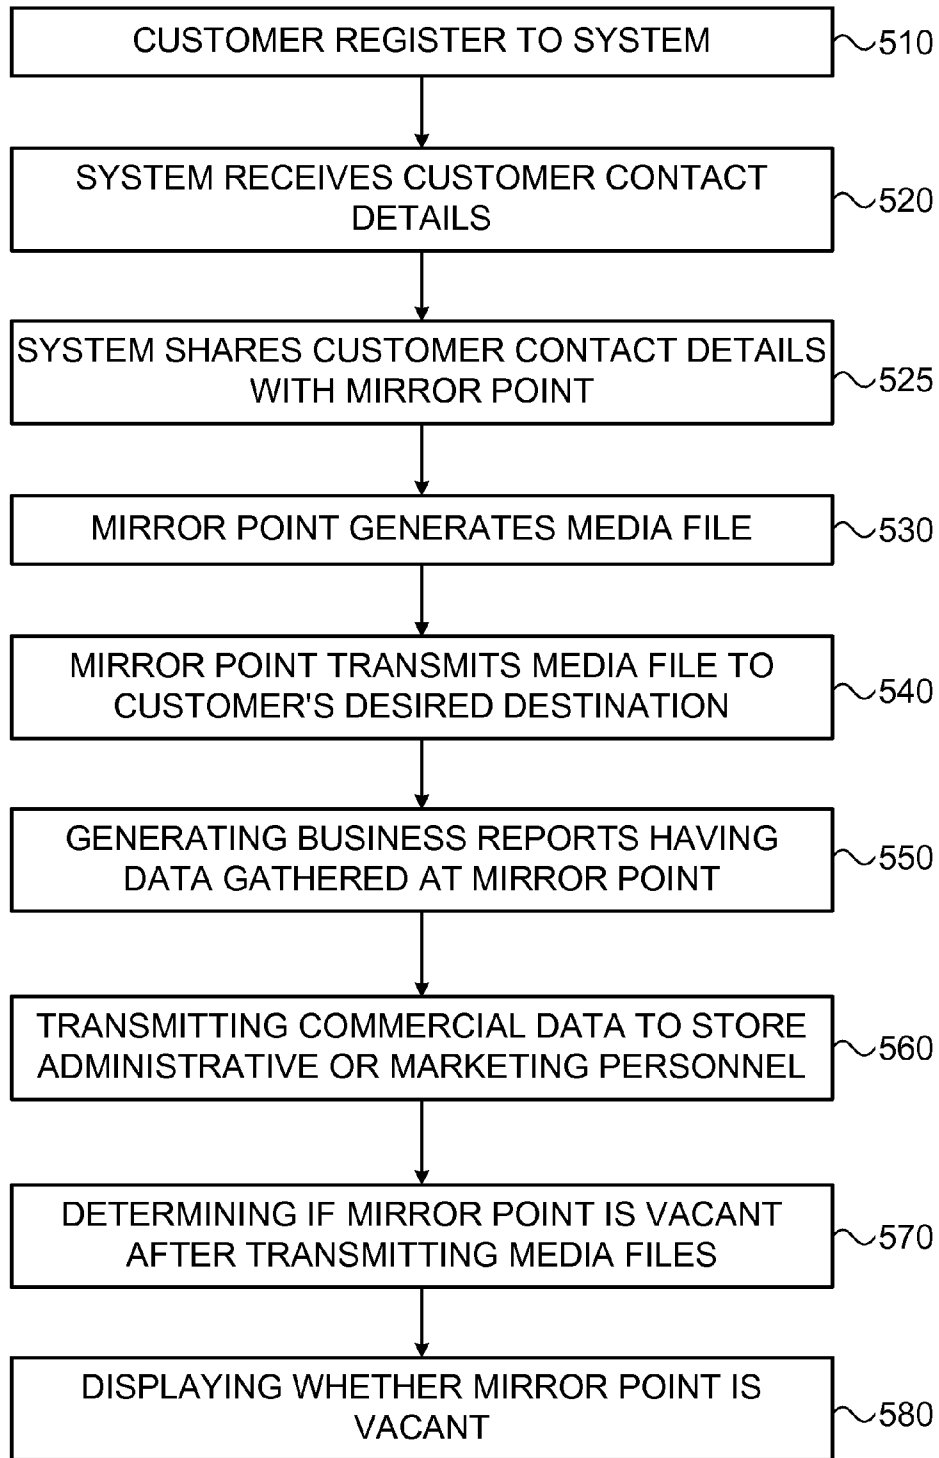 CUSTOMER REGISTER TO SYSTEM
510
SYSTEM RECEIVES CUSTOMER CONTACT
DETAILS
520
SYSTEM SHARES CUSTOMER CONTACT DETAILS
WITH MIRROR POINT
525
MIRROR POINT GENERATES MEDIA FILE
530
MIRROR POINT TRANSMITS MEDIA FILE TO
CUSTOMER'S DESIRED DESTINATION
540
GENERATING BUSINESS REPORTS HAVING
DATA GATHERED AT MIRROR POINT
550
TRANSMITTING COMMERCIAL DATA TO STORE
ADMINISTRATIVE OR MARKETING PERSONNEL
560
DETERMINING IF MIRROR POINT IS VACANT
AFTER TRANSMITTING MEDIA FILES
570
DISPLAYING WHETHER MIRROR POINT IS
VACANT
580